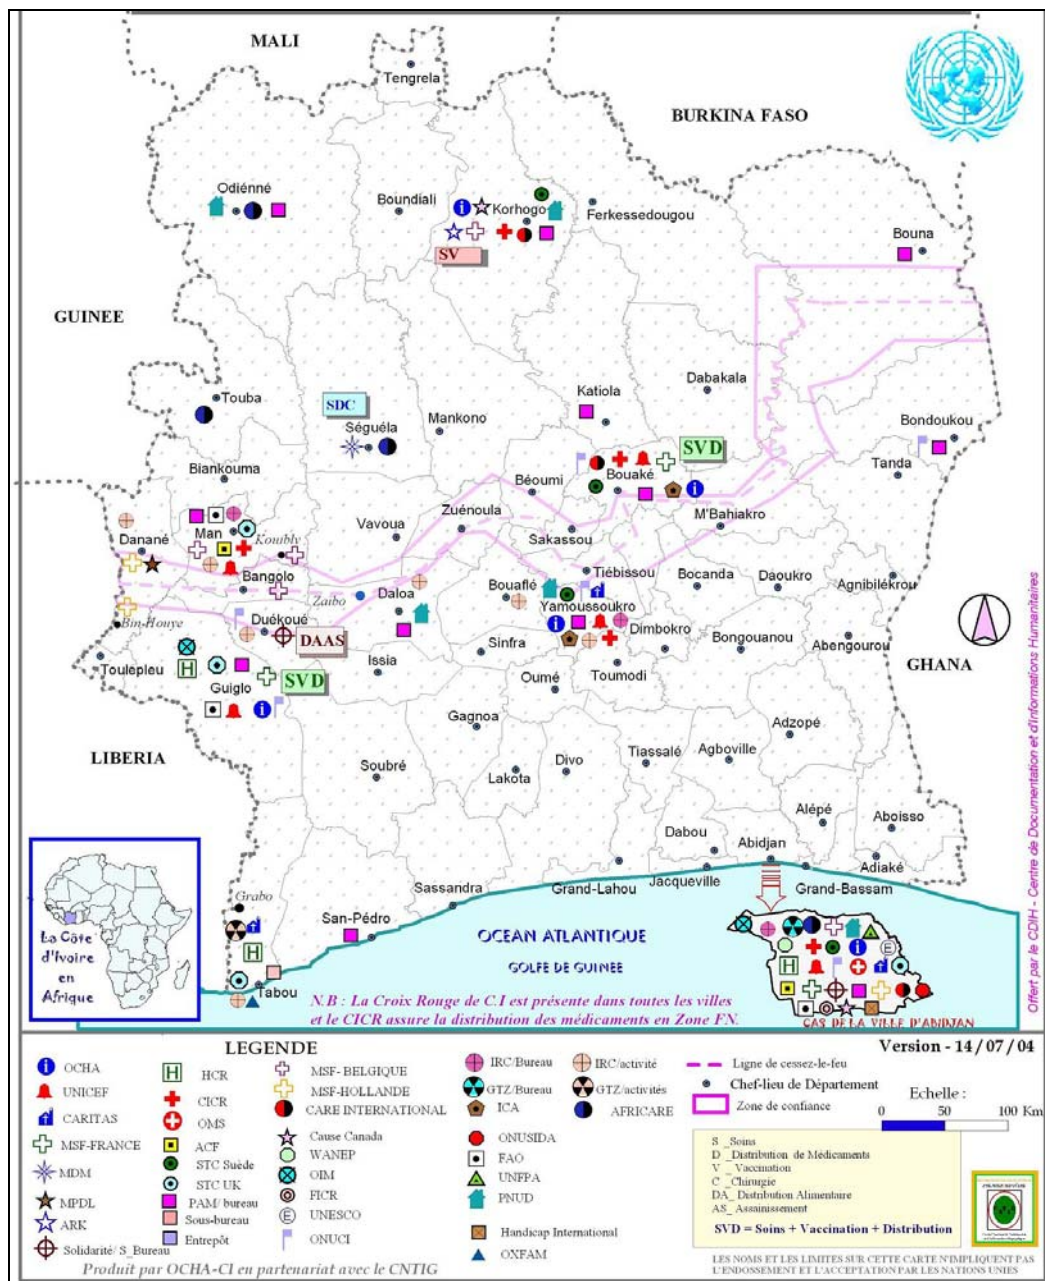 MALI
Tengrela
BURKINA FASO
Odiénné
Boundiali
Korhogo
Ferkessedougou
Bouna
SV
GUINEE
Touba
SDC
Séguéla
Mankono
Katiola
Dabakala
Bondoukou
Tanda
SVD
Biankouma
Béoumi
Bouaké
Man
Kouibly
Vavoua
Zuénoula
Sakassou
M'Bahiakro
Danané
Bangolo
Zaibo
Daloa
Bouaflé
Tiébissou
Bocanda
Daoukro
Agnibilékrou
Yamoussoukro
Bin-Houye
Duékoué
DAAS
Sinfra
Dimbokro
Bongouanou
Abengourou
Toulepleu
Issia
Oumé
Toumodi
GHANA
Guiglo
SVD
Gagnoa
Adzopé
LIBERIA
Soubré
Lakota
Divo
Tiassalé
Agboville
Alépé
Aboisso
Dabou
Abidjan
Adiaké
Grabo
Sassandra
Grand-Lahou
Jacqueville
Grand-Bassam
San-Pédro
Tabou
OCEAN ATLANTIQUE
GOLFE DE GUINEE
La Côte
d'Ivoire
en
Afrique
N.B : La Croix Rouge de C.I est présente dans toutes les villes
et le CICR assure la distribution des médicaments en Zone FN.
CAS DE LA VILLE D'ABIDJAN
Offert par le CDIH - Centre de Documentation et d'Informations Humanitaires
LEGENDE
Version - 14 / 07 / 04
OCHA
UNICEF
CARITAS
MSF-FRANCE
MDM
MPDL
ARK
Solidarité/ S_Bureau
HCR
CICR
OMS
ACF
STC Suède
STC UK
PAM/ bureau
Sous-bureau
Entrepôt
MSF- BELGIQUE
MSF-HOLLANDE
CARE INTERNATIONAL
Cause Canada
WANEP
OIM
FICR
UNESCO
ONUCI
IRC/Bureau
GTZ/Bureau
ICA
ONUSIDA
FAO
UNFPA
PNUD
Handicap International
OXFAM
IRC/activité
GTZ/activités
AFRICARE
Ligne de cessez-le-feu
Chef-lieu de Département
Zone de confiance
Echelle :
0 50 100 Km
S _Soins
D _ Distribution de Médicaments
V _ Vaccination
C _ Chirurgie
DA_ Distribution Alimentaire
AS_ Assainissement
SVD = Soins + Vaccination + Distribution
Produit par OCHA-CI en partenariat avec le CNTIG
LES NOMS ET LES LIMITES SUR CETTE CARTE N'IMPLIQUENT PAS
L'ENDOSSEMENT ET L'ACCEPTATION PAR LES NATIONS UNIES